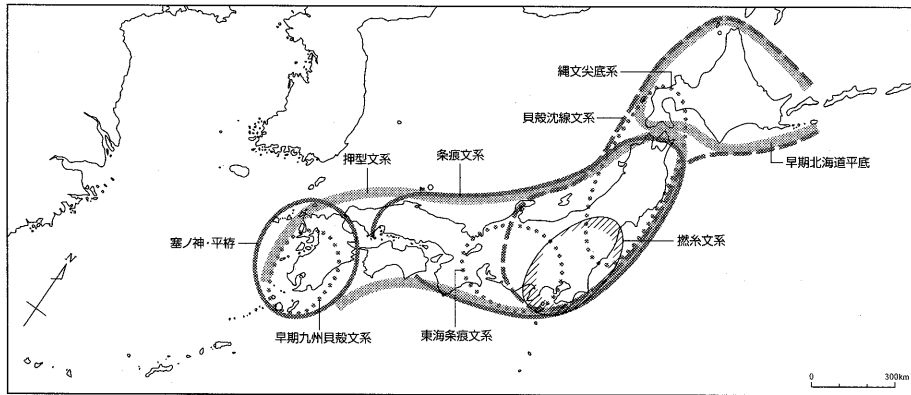 縄文尖底系
貝殻沈線文系
押型文系
条痕文系
早期北海道平底
塞ノ神・平栫
撚糸文系
早期九州貝殻文系
東海条痕文系
0
300km